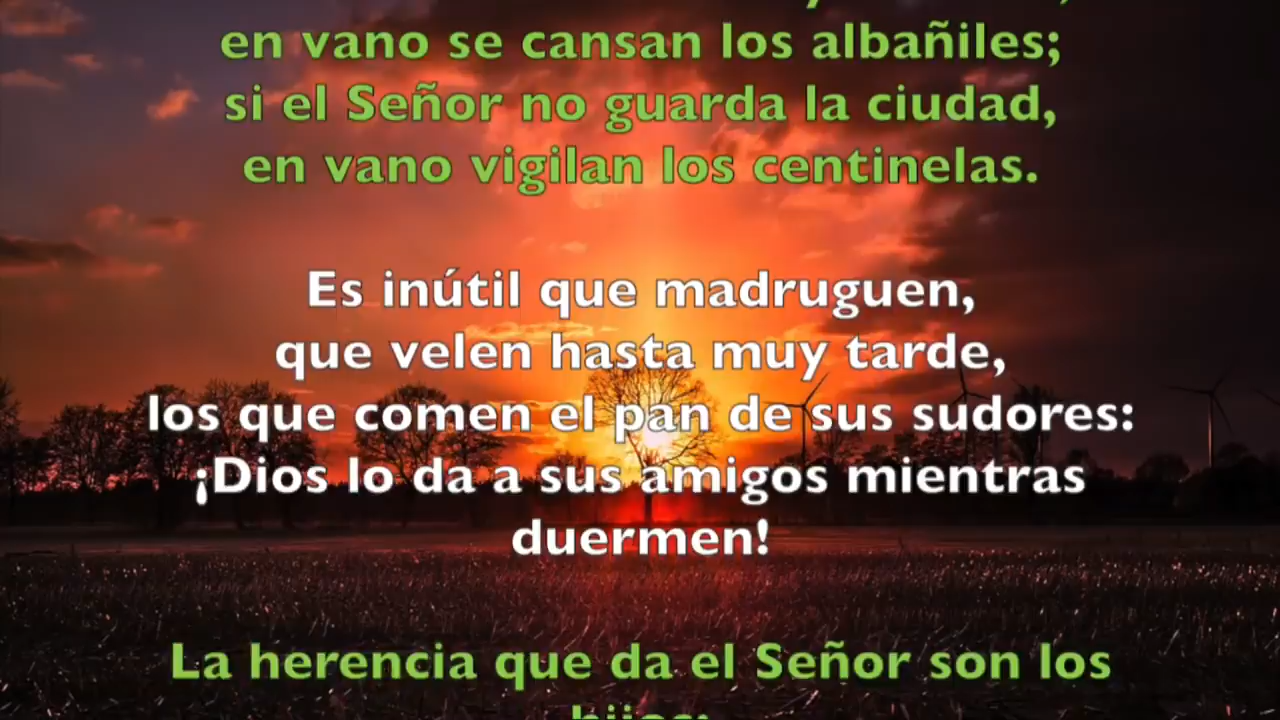 en vano se cansan los albañiles;
si el Señor no guarda la ciudad,
en vano vigilan los centinelas.
Es inútil que madruguen,
que velen hasta muy tarde,
los que comen el pan de sus sudores:
¡Dios lo da a sus amigos mientras
duermen!
La herencia que da el Señor son los